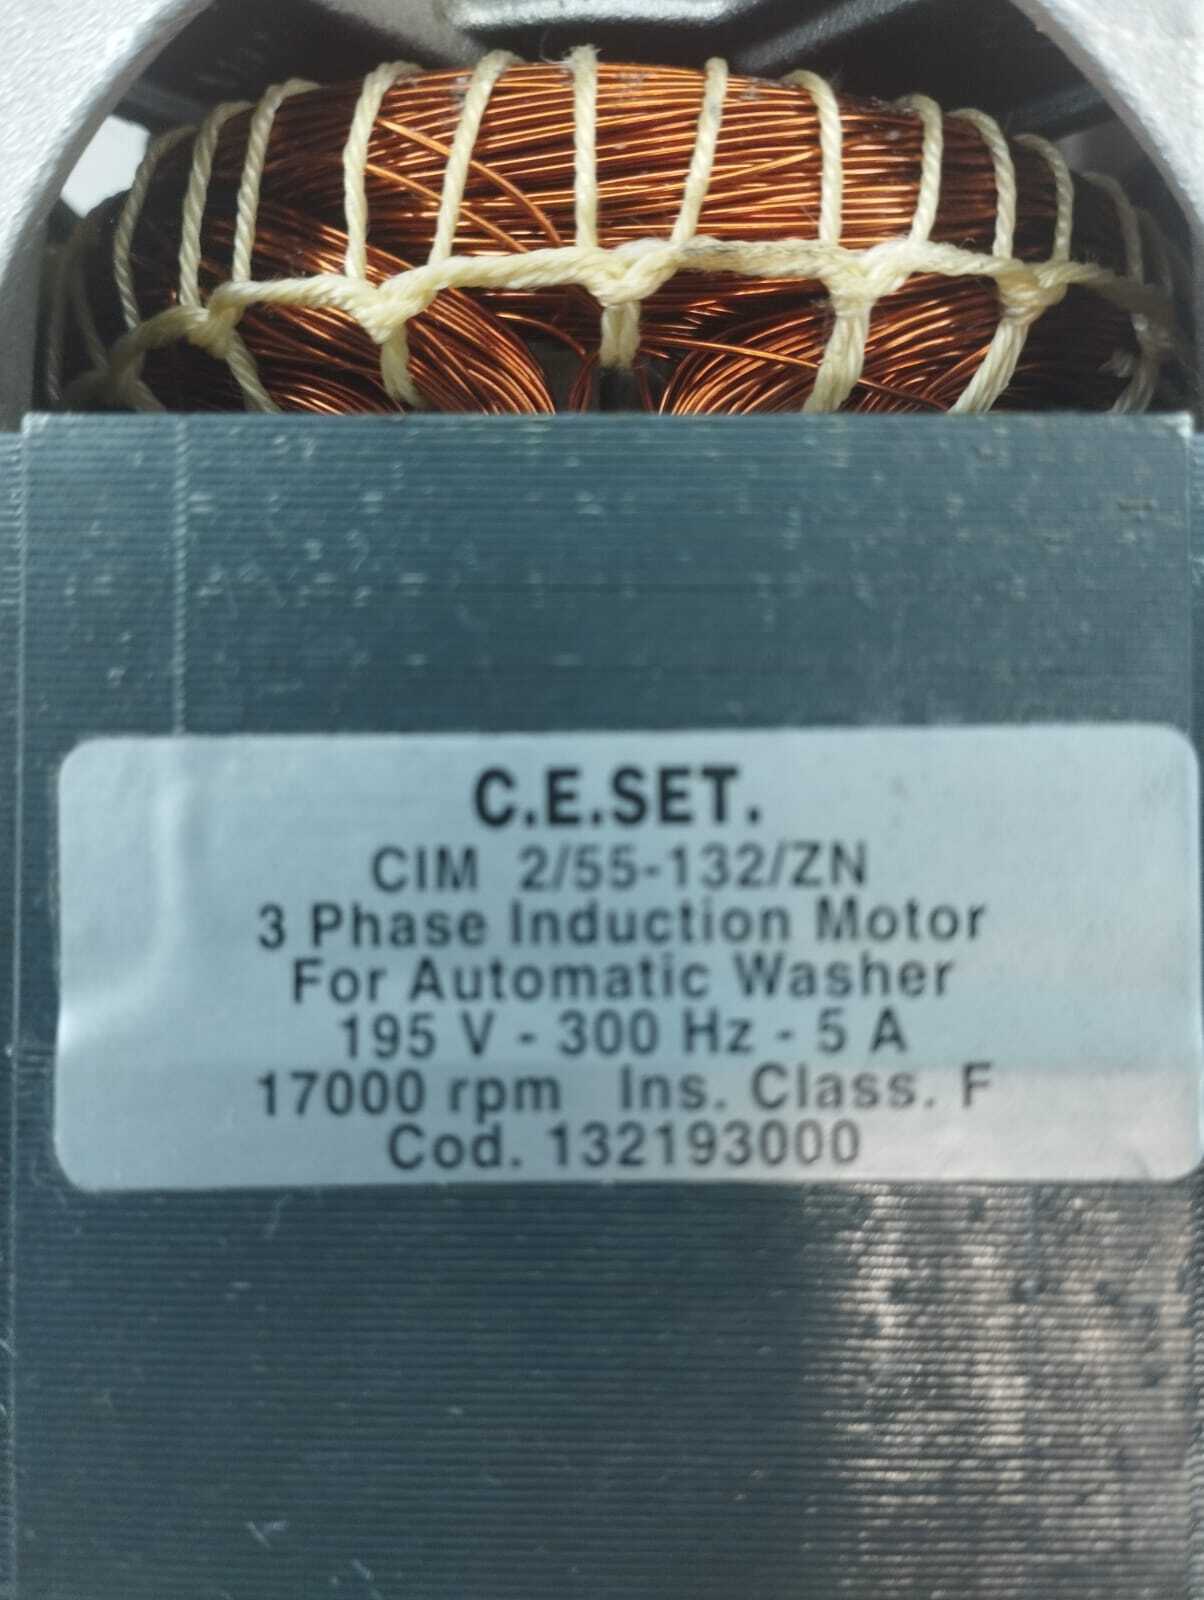 C.E.SET.
CIM 2/55-132/ZN
3 Phase Induction Motor
For Automatic Washer
195 V - 300 Hz - 5 A
17000 rpm Ins. Class. F
Cod. 132193000